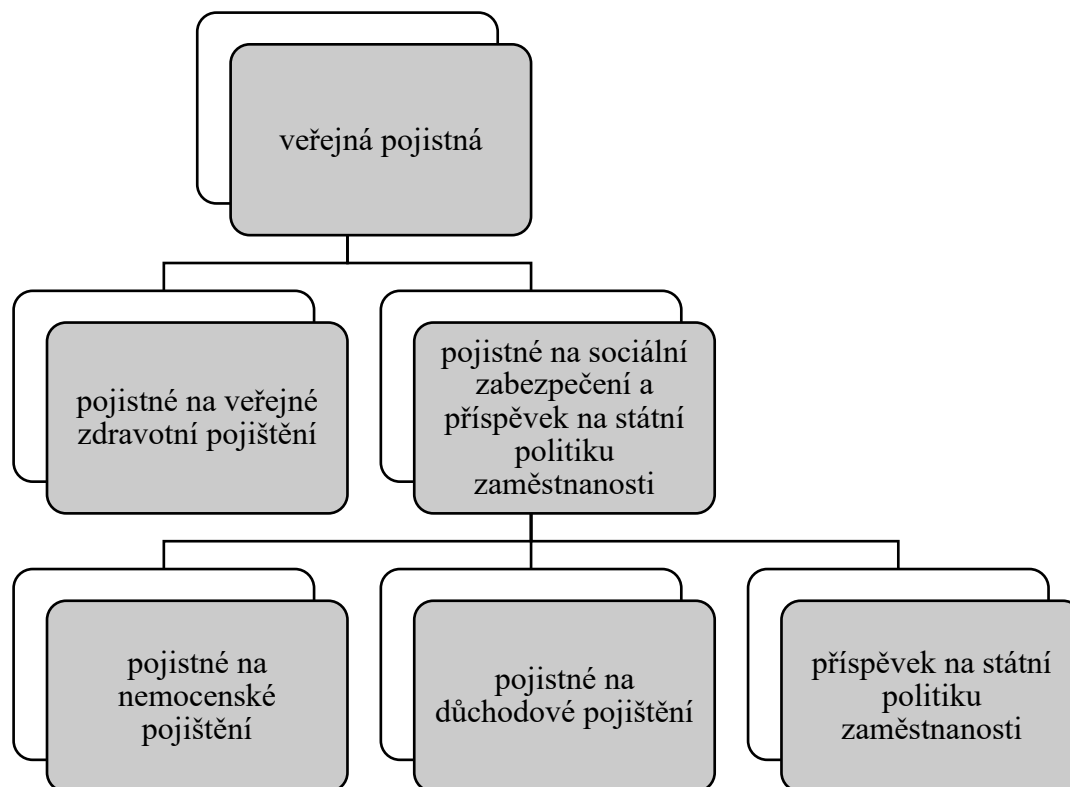 veřejná pojistná
pojistné na veřejné
zdravotní pojištění
pojistné na sociální
zabezpečení a
příspěvek na státní
politiku
zaměstnanosti
pojistné na
nemocenské
pojištění
pojistné na
důchodové pojištění
příspěvek na státní
politiku
zaměstnanosti